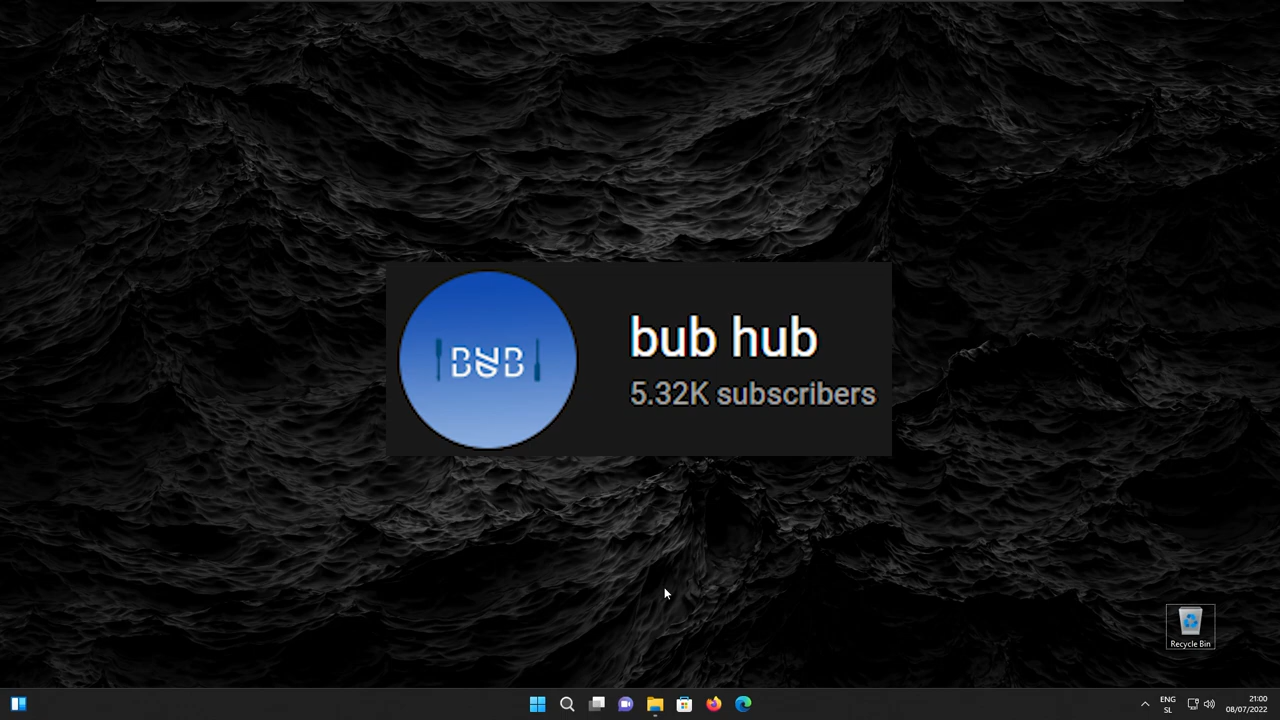 BUB
bub hub
5.32K subscribers
Recycle Bin
ENG
SL
21:00
08/07/2022